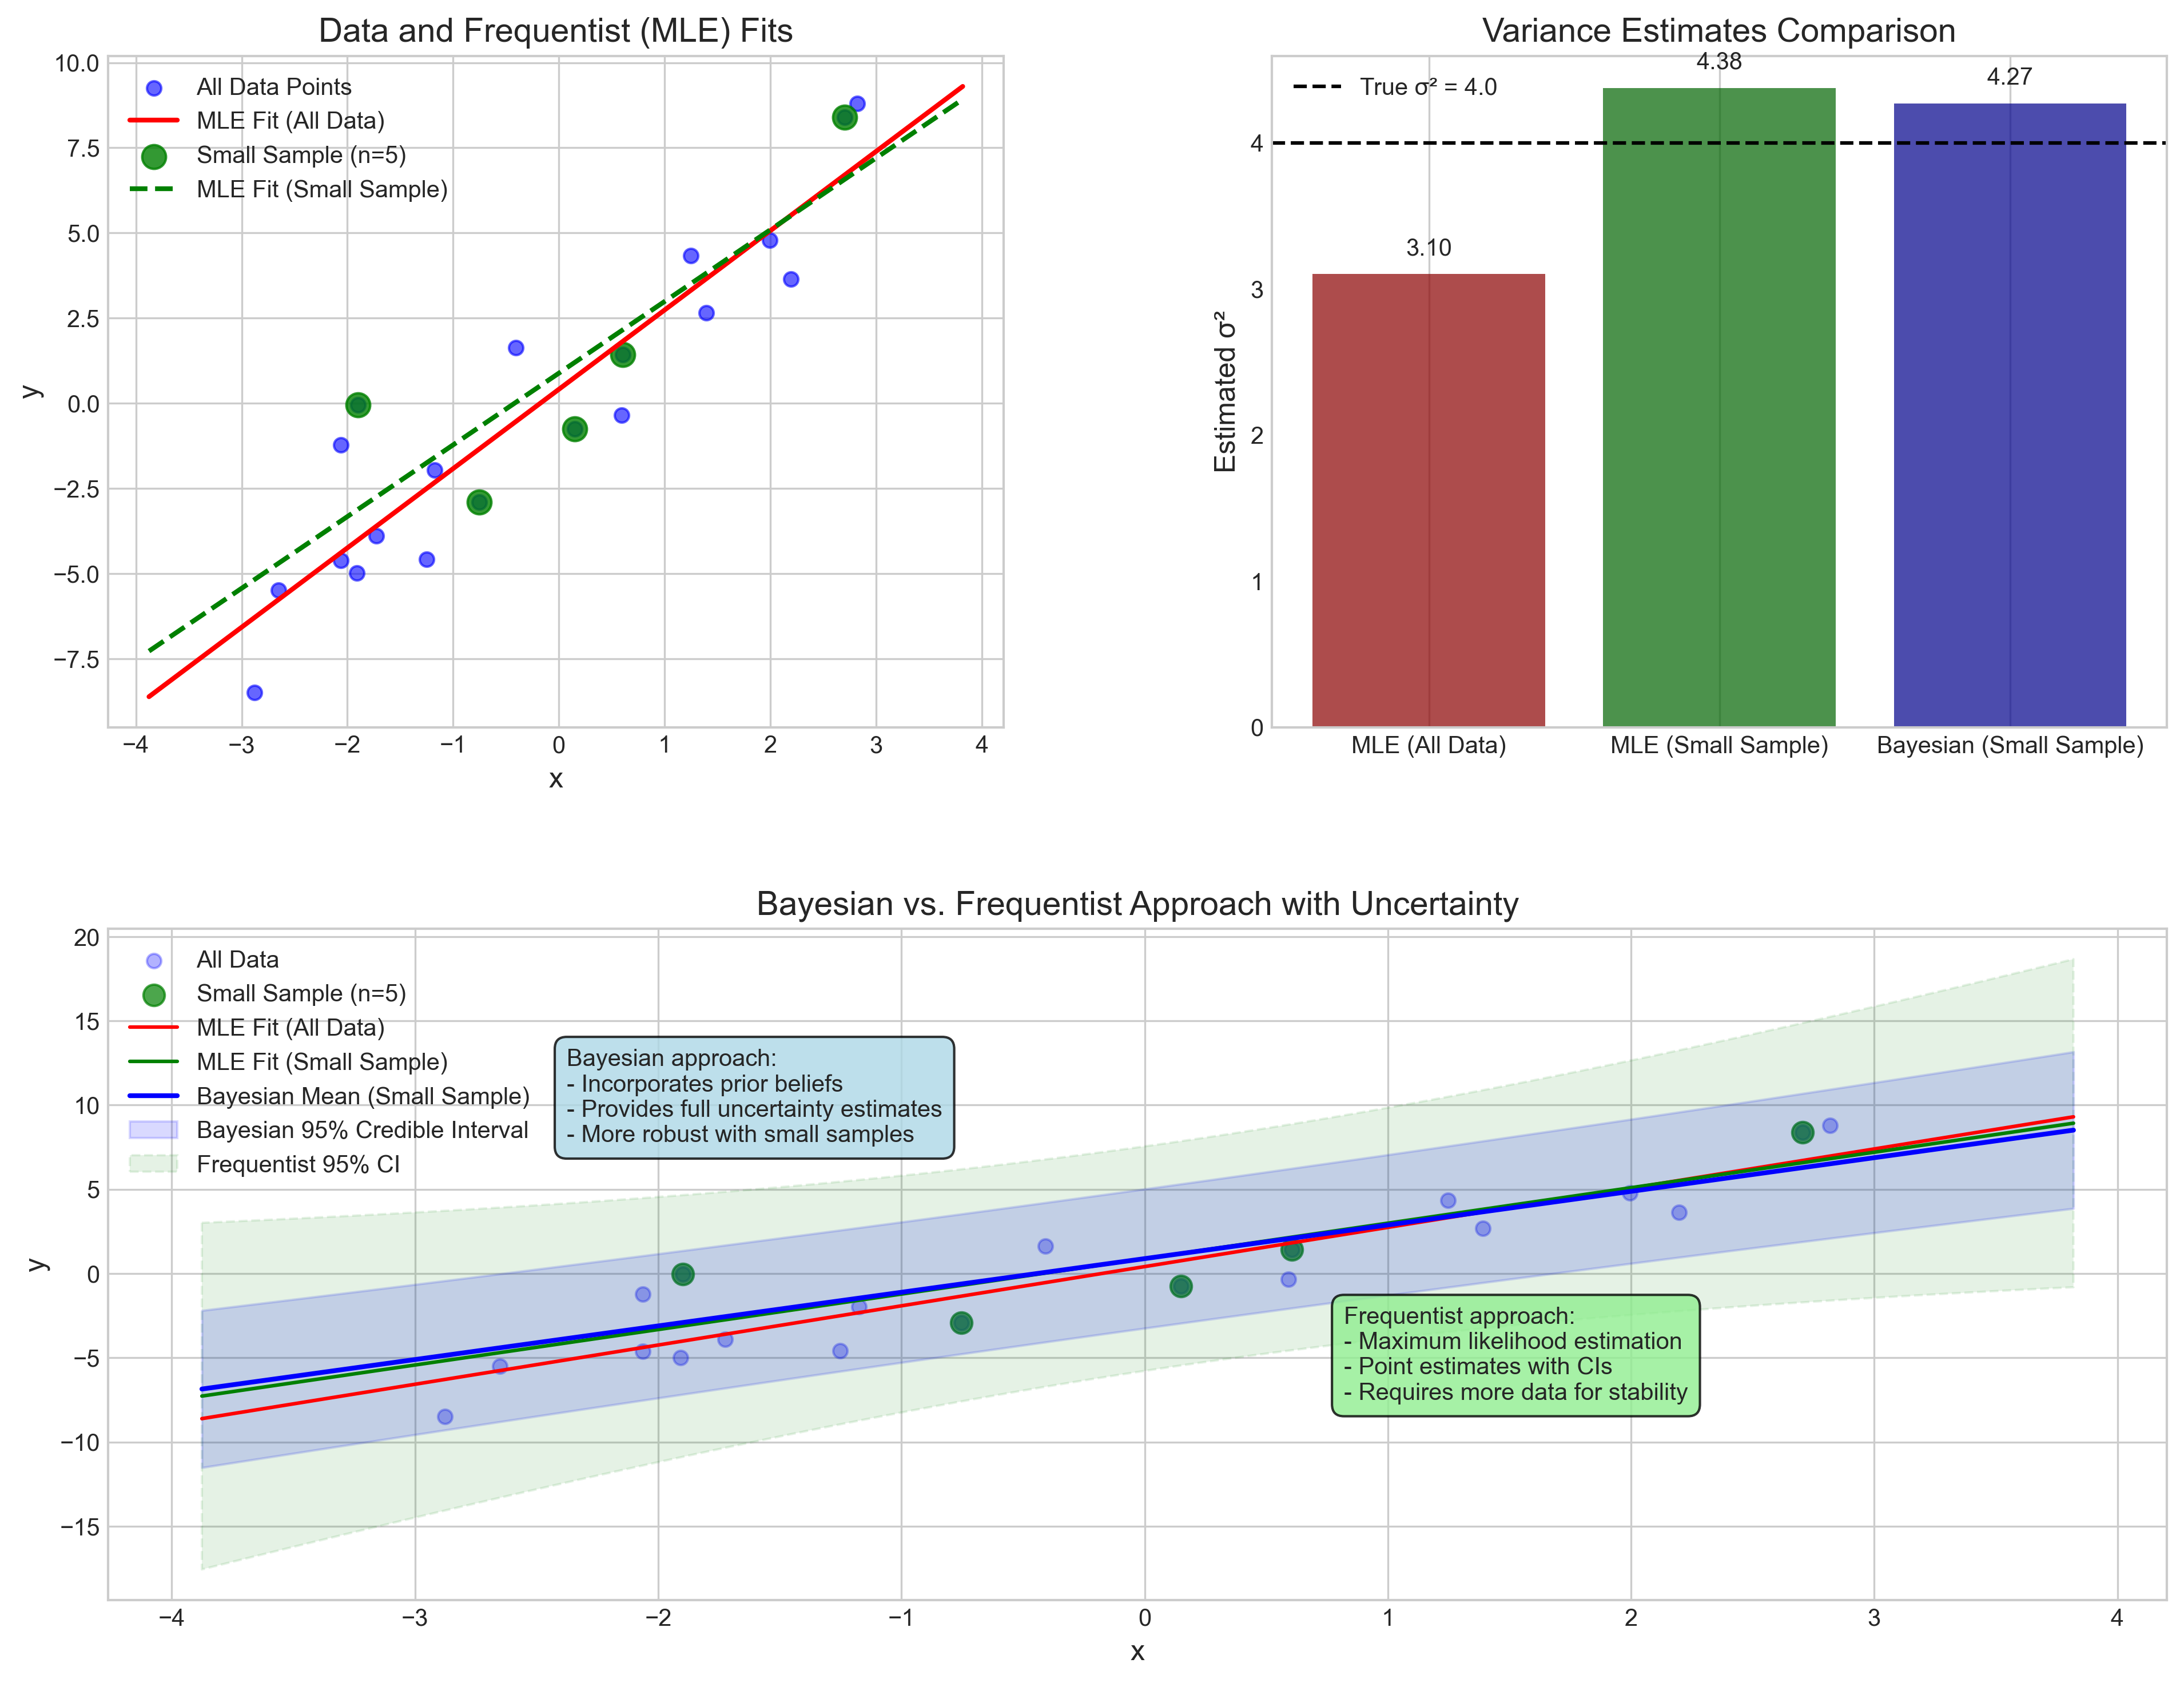 Data and Frequentist (MLE) Fits
10.0
7.5
5.0
2.5
0.0
−2.5
−5.0
−7.5
y
All Data Points
MLE Fit (All Data)
Small Sample (n=5)
MLE Fit (Small Sample)
−4 −3 −2 −1 0 1 2 3 4
x
Variance Estimates Comparison
4
3
2
1
0
Estimated σ²
True σ² = 4.0
3.10
4.38
4.27
MLE (All Data) MLE (Small Sample) Bayesian (Small Sample)
Bayesian vs. Frequentist Approach with Uncertainty
20
15
10
5
0
−5
−10
−15
y
All Data
Small Sample (n=5)
MLE Fit (All Data)
MLE Fit (Small Sample)
Bayesian Mean (Small Sample)
Bayesian 95% Credible Interval
Frequentist 95% CI
Bayesian approach:
- Incorporates prior beliefs
- Provides full uncertainty estimates
- More robust with small samples
Frequentist approach:
- Maximum likelihood estimation
- Point estimates with CIs
- Requires more data for stability
−4 −3 −2 −1 0 1 2 3 4
x